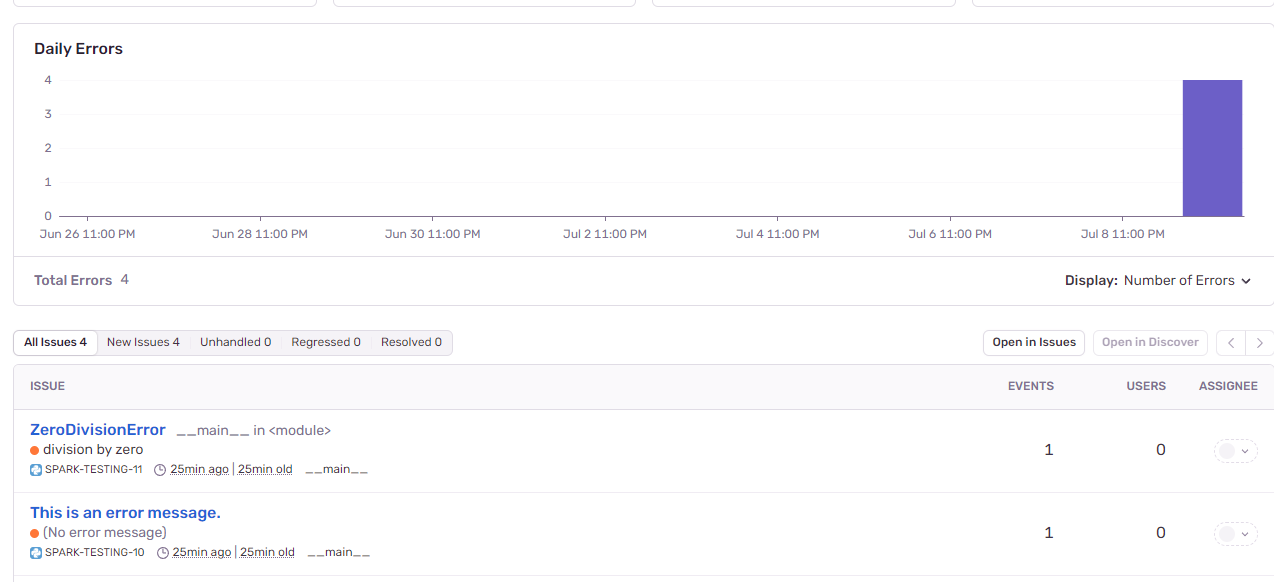 Daily Errors
4
3
2
1
0
Jun 26 11:00 PM Jun 28 11:00 PM Jun 30 11:00 PM Jul 2 11:00 PM Jul 4 11:00 PM Jul 6 11:00 PM Jul 8 11:00 PM
Total Errors 4 Display: Number of Errors
All Issues 4 New Issues 4 Unhandled 0 Regressed 0 Resolved 0 Open in Issues Open in Discover
ISSUE EVENTS USERS ASSIGNEE
ZeroDivisionError __main__ in <module>
division by zero 1 0
SPARK-TESTING-11 25min ago | 25min old __main__
This is an error message.
(No error message) 1 0
SPARK-TESTING-10 25min ago | 25min old __main__